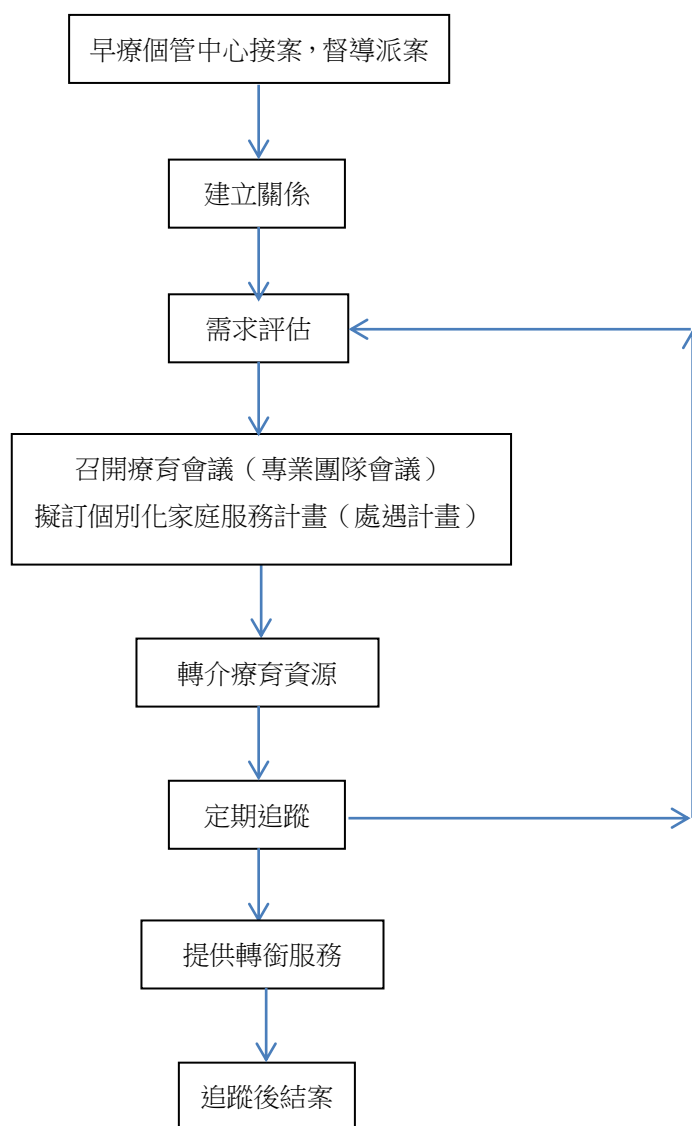 早療個管中心接案，督導派案
建立關係
需求評估
召開療育會議（專業團隊會議）
擬訂個別化家庭服務計畫（處遇計畫）
轉介療育資源
定期追蹤
提供轉銜服務
追蹤後結案